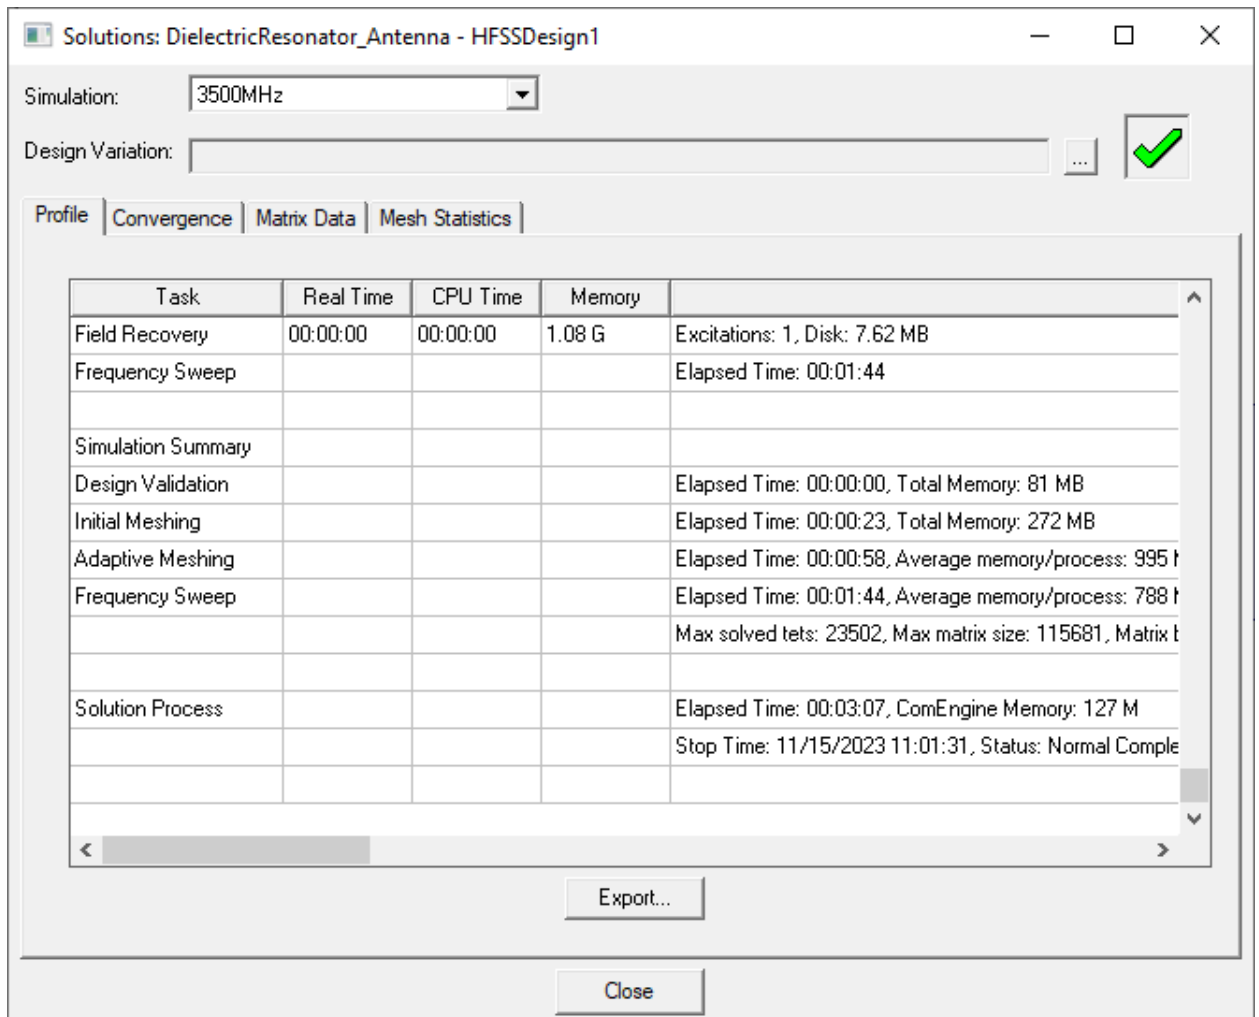 Solutions: DielectricResonator_Antenna - HFSSDesign1
Simulation: 3500MHz
Design Variation: ...
Profile Convergence Matrix Data Mesh Statistics
Task Real Time CPU Time Memory
Field Recovery 00:00:00 00:00:00 1.08 G Excitations: 1, Disk: 7.62 MB
Frequency Sweep Elapsed Time: 00:01:44
Simulation Summary
Design Validation Elapsed Time: 00:00:00, Total Memory: 81 MB
Initial Meshing Elapsed Time: 00:00:23, Total Memory: 272 MB
Adaptive Meshing Elapsed Time: 00:00:58, Average memory/process: 995
Frequency Sweep Elapsed Time: 00:01:44, Average memory/process: 788
Max solved tets: 23502, Max matrix size: 115681, Matrix
Solution Process Elapsed Time: 00:03:07, ComEngine Memory: 127 M
Stop Time: 11/15/2023 11:01:31, Status: Normal Comple
Export...
Close